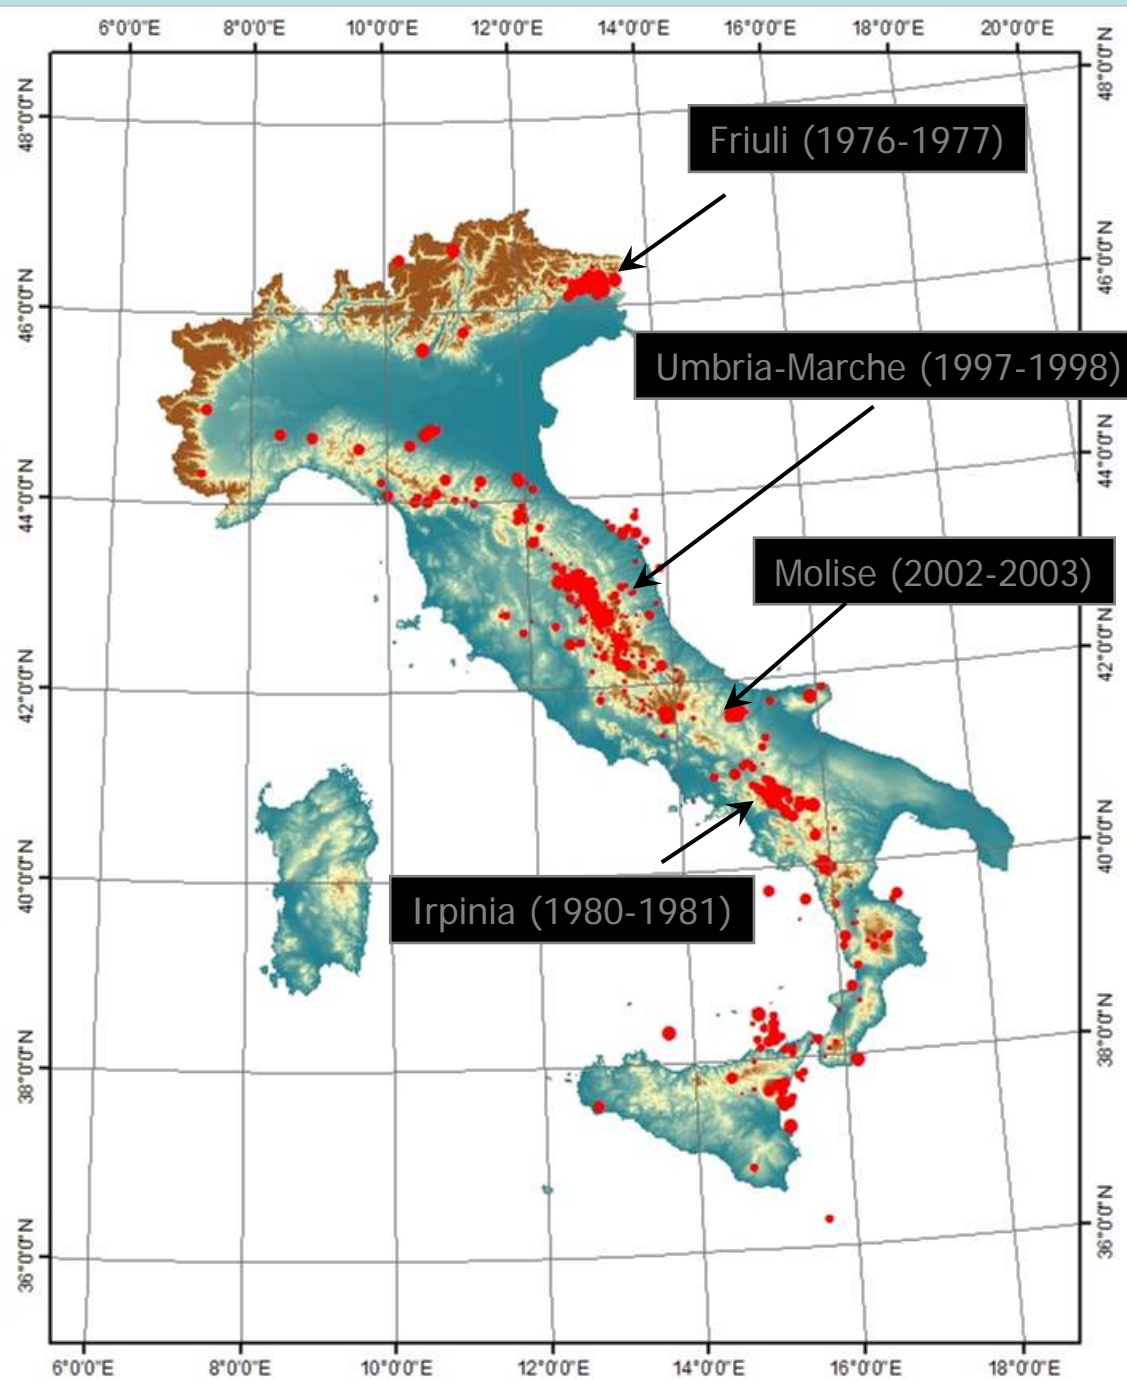 6°0'0"E 8°0'0"E 10°0'0"E 12°0'0"E 14°0'0"E 16°0'0"E 18°0'0"E 20°0'0"E
48°0'0"N 48°0'0"N
Friuli (1976-1977)
46°0'0"N 46°0'0"N
Umbria-Marche (1997-1998)
44°0'0"N 44°0'0"N
Molise (2002-2003)
42°0'0"N 42°0'0"N
40°0'0"N 40°0'0"N
Irpinia (1980-1981)
38°0'0"N 38°0'0"N
36°0'0"N 36°0'0"N
6°0'0"E 8°0'0"E 10°0'0"E 12°0'0"E 14°0'0"E 16°0'0"E 18°0'0"E